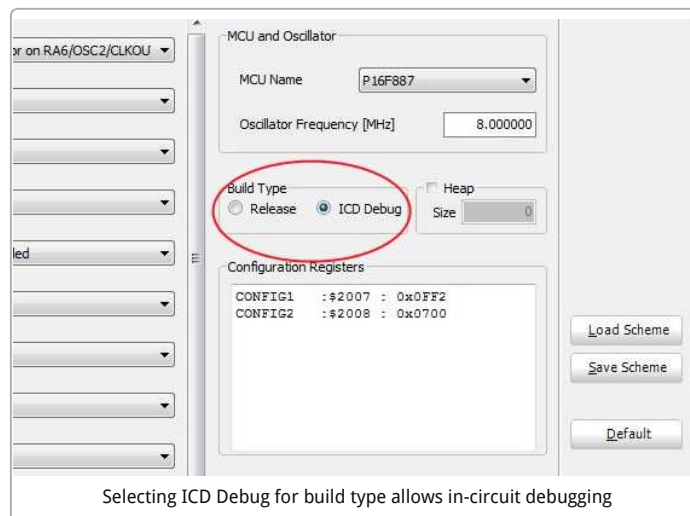 or on RA6/OSC2/CLKOU
led
MCU and Oscillator
MCU Name
P16F887
Oscillator Frequency [MHz]
8.000000
Build Type
Release
ICD Debug
Heap
Size
0
Configuration Registers
CONFIG1 :$2007 : 0x0FF2
CONFIG2 :$2008 : 0x0700
Load Scheme
Save Scheme
Default
Selecting ICD Debug for build type allows in-circuit debugging